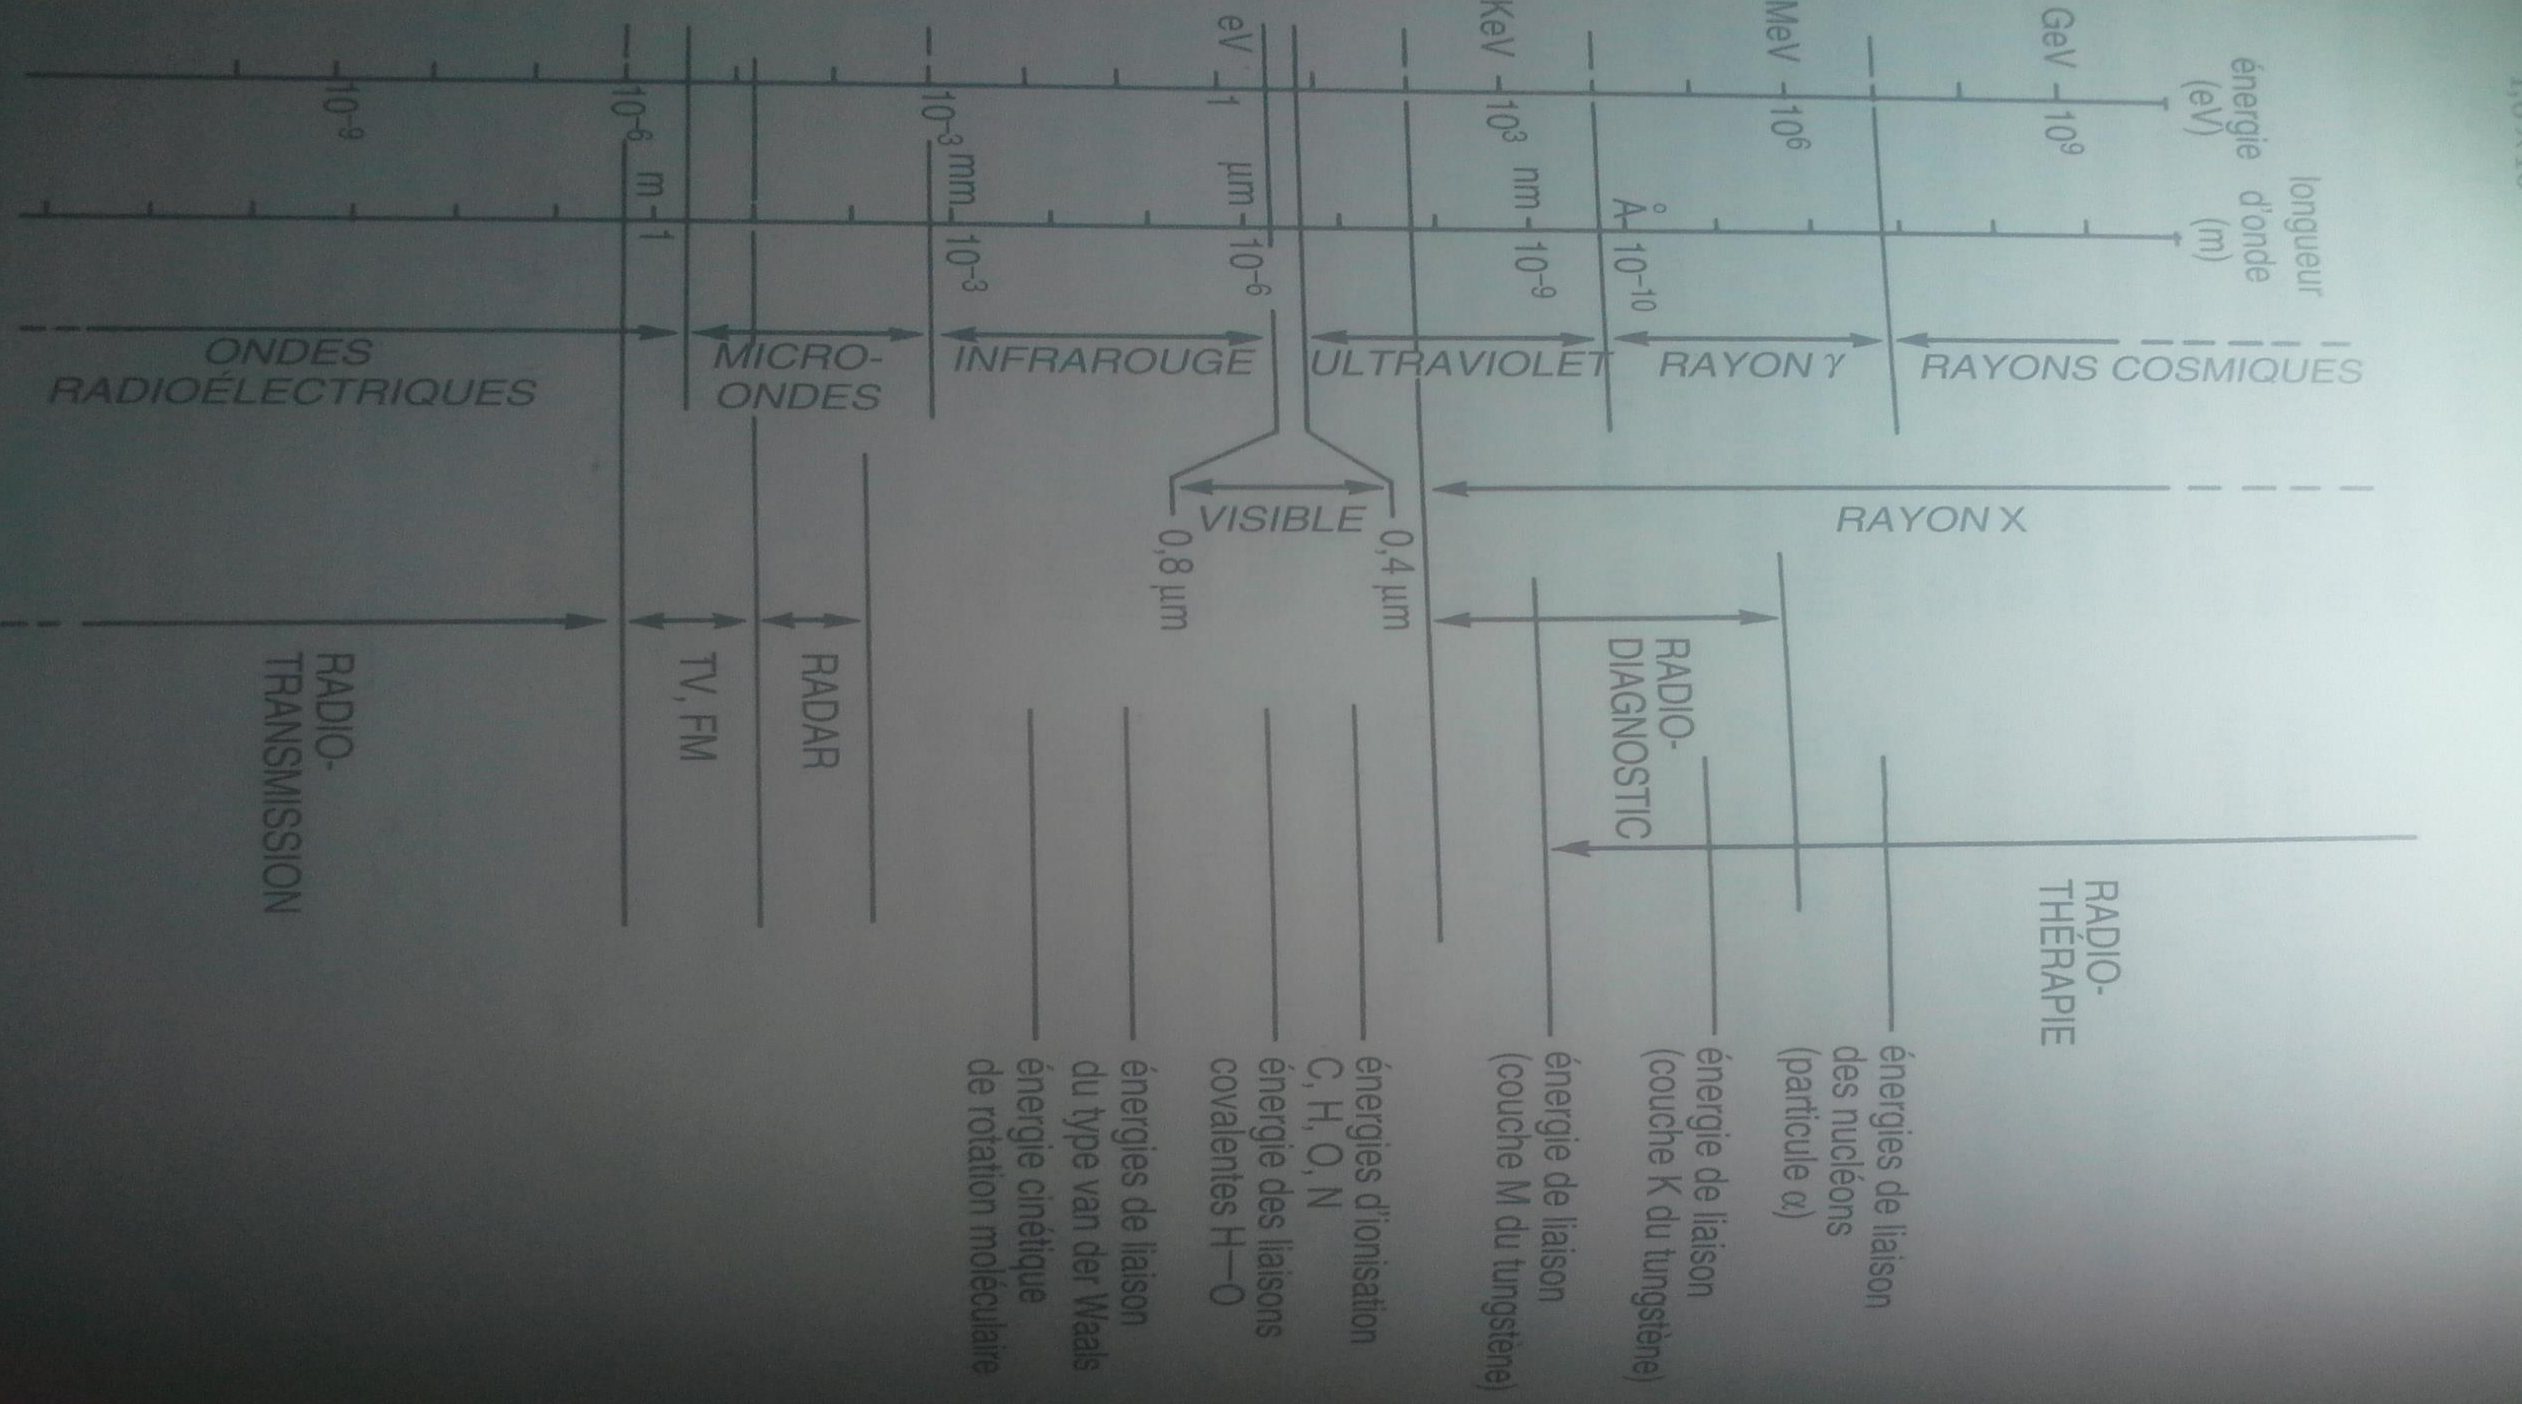 longueur
énergie d'onde
(eV) (m)
GeV 10⁹
MeV 10⁶
Å 10⁻¹⁰
KeV 10³ nm 10⁻⁹
eV 1 µm 10⁻⁶
10⁻³ mm 10⁻³
10⁻⁶ m 1
10⁻⁹
RAYONS COSMIQUES
RAYON γ
ULTRAVIOLET
INFRAROUGE
MICRO-
ONDES
ONDES
RADIOÉLECTRIQUES
RAYON X
0,4 µm
VISIBLE
0,8 µm
RADIO-
THÉRAPIE
RADIO-
DIAGNOSTIC
RADAR
TV, FM
RADIO-
TRANSMISSION
énergies de liaison
des nucléons
(particule α)
énergie de liaison
(couche K du tungstène)
énergie de liaison
(couche M du tungstène)
énergies d'ionisation
C, H, O, N
énergie des liaisons
covalentes H—O
énergies de liaison
du type van der Waals
énergie cinétique
de rotation moléculaire